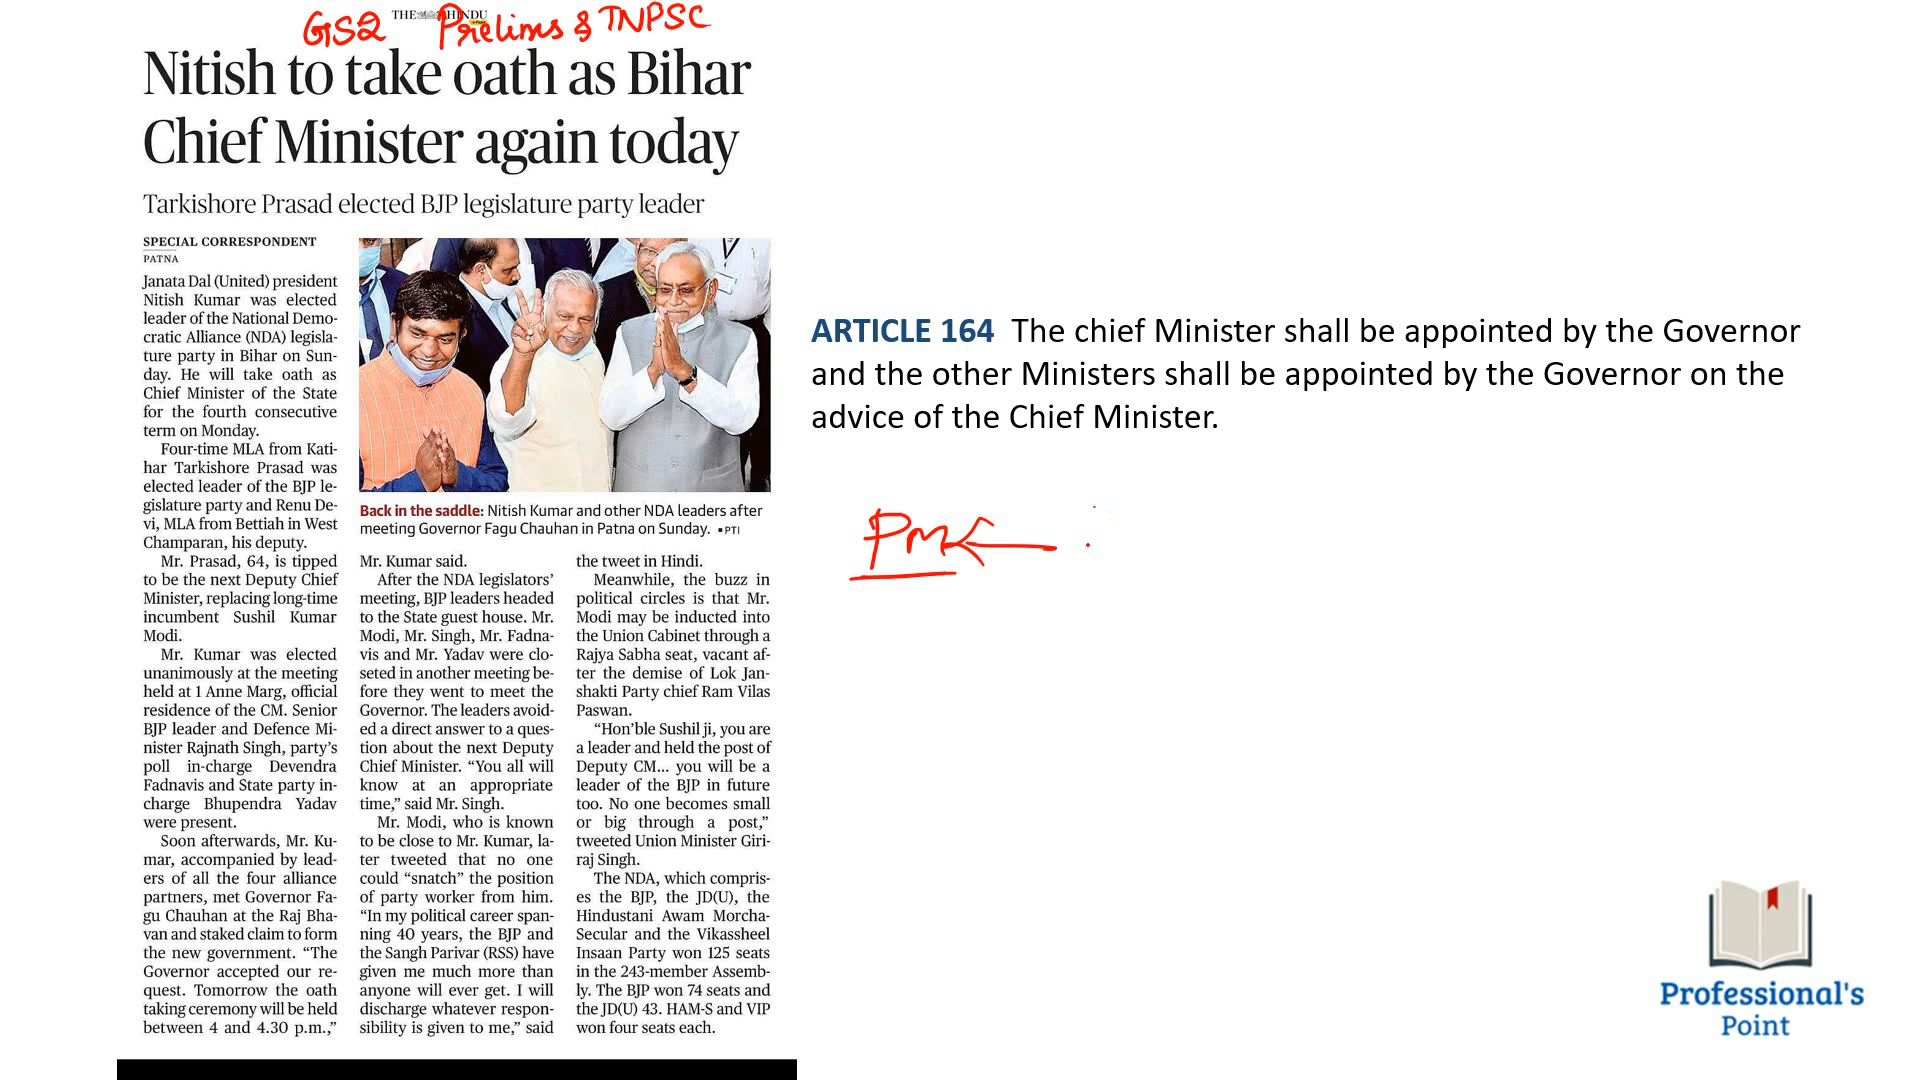 THE HINDU
GS2 Prelims & TNPSC
Nitish to take oath as Bihar
Chief Minister again today
Tarkishore Prasad elected BJP legislature party leader
SPECIAL CORRESPONDENT
PATNA
Janata Dal (United) president
Nitish Kumar was elected
leader of the National Demo-
cratic Alliance (NDA) legisla-
ture party in Bihar on Sun-
day. He will take oath as
Chief Minister of the State
for the fourth consecutive
term on Monday.
Four-time MLA from Kati-
har Tarkishore Prasad was
elected leader of the BJP le-
gislature party and Renu De-
vi, MLA from Bettiah in West
Champaran, his deputy.
Mr. Prasad, 64, is tipped
to be the next Deputy Chief
Minister, replacing long-time
incumbent Sushil Kumar
Modi.
Mr. Kumar was elected
unanimously at the meeting
held at 1 Anne Marg, official
residence of the CM. Senior
BJP leader and Defence Mi-
nister Rajnath Singh, party's
poll in-charge Devendra
Fadnavis and State party in-
charge Bhupendra Yadav
were present.
Soon afterwards, Mr. Ku-
mar, accompanied by lead-
ers of all the four alliance
partners, met Governor Fa-
gu Chauhan at the Raj Bha-
van and staked claim to form
the new government. “The
Governor accepted our re-
quest. Tomorrow the oath
taking ceremony will be held
between 4 and 4.30 p.m.,”
Back in the saddle: Nitish Kumar and other NDA leaders after
meeting Governor Fagu Chauhan in Patna on Sunday. ▪ PTI
Mr. Kumar said.
After the NDA legislators'
meeting, BJP leaders headed
to the State guest house. Mr.
Modi, Mr. Singh, Mr. Fadna-
vis and Mr. Yadav were clo-
seted in another meeting be-
fore they went to meet the
Governor. The leaders avoid-
ed a direct answer to a ques-
tion about the next Deputy
Chief Minister. “You all will
know at an appropriate
time,” said Mr. Singh.
Mr. Modi, who is known
to be close to Mr. Kumar, la-
ter tweeted that no one
could “snatch” the position
of party worker from him.
“In my political career span-
ning 40 years, the BJP and
the Sangh Parivar (RSS) have
given me much more than
anyone will ever get. I will
discharge whatever respon-
sibility is given to me,” said
the tweet in Hindi.
Meanwhile, the buzz in
political circles is that Mr.
Modi may be inducted into
the Union Cabinet through a
Rajya Sabha seat, vacant af-
ter the demise of Lok Jan-
shakti Party chief Ram Vilas
Paswan.
“Hon'ble Sushil ji, you are
a leader and held the post of
Deputy CM... you will be a
leader of the BJP in future
too. No one becomes small
or big through a post,”
tweeted Union Minister Giri-
raj Singh.
The NDA, which compris-
es the BJP, the JD(U), the
Hindustani Awam Morcha-
Secular and the Vikassheel
Insaan Party won 125 seats
in the 243-member Assemb-
ly. The BJP won 74 seats and
the JD(U) 43. HAM-S and VIP
won four seats each.
ARTICLE 164 The chief Minister shall be appointed by the Governor
and the other Ministers shall be appointed by the Governor on the
advice of the Chief Minister.
PM
Professional's
Point